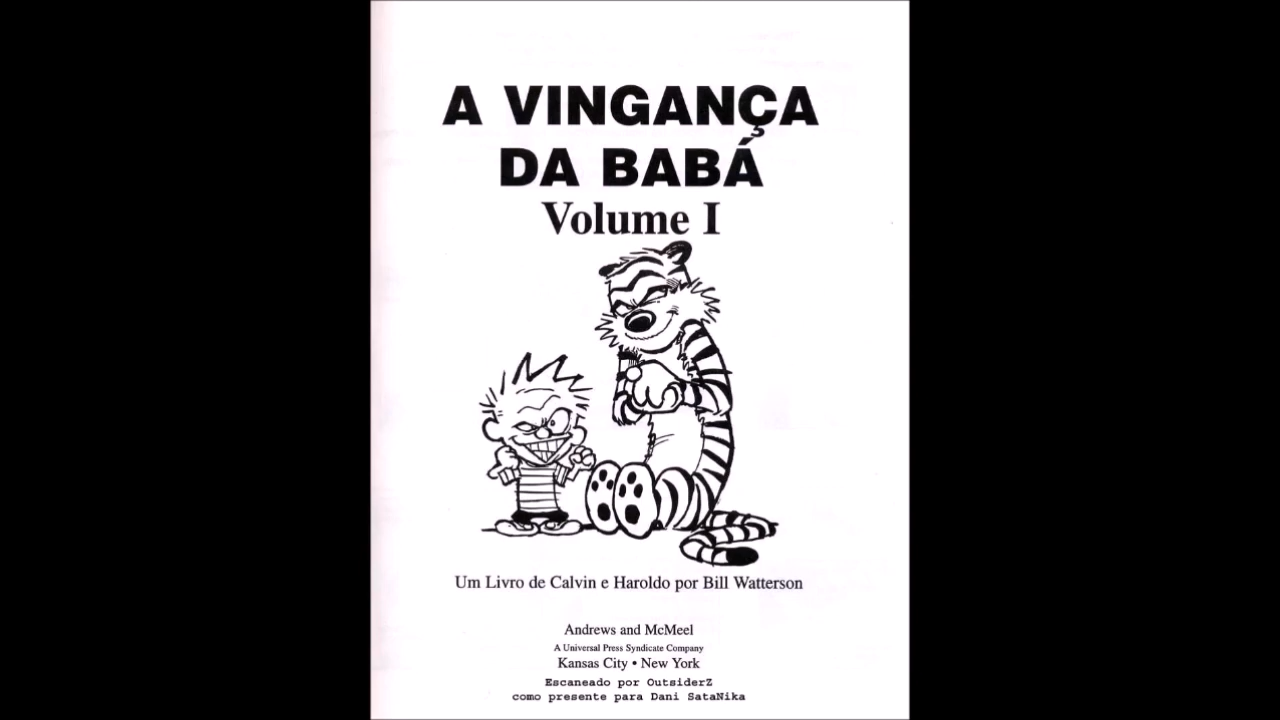 A VINGANÇA
DA BABÁ
Volume I
Um Livro de Calvin e Haroldo por Bill Watterson
Andrews and McMeel
A Universal Press Syndicate Company
Kansas City • New York
Escaneado por OutsiderZ
como presente para Dani SataNika